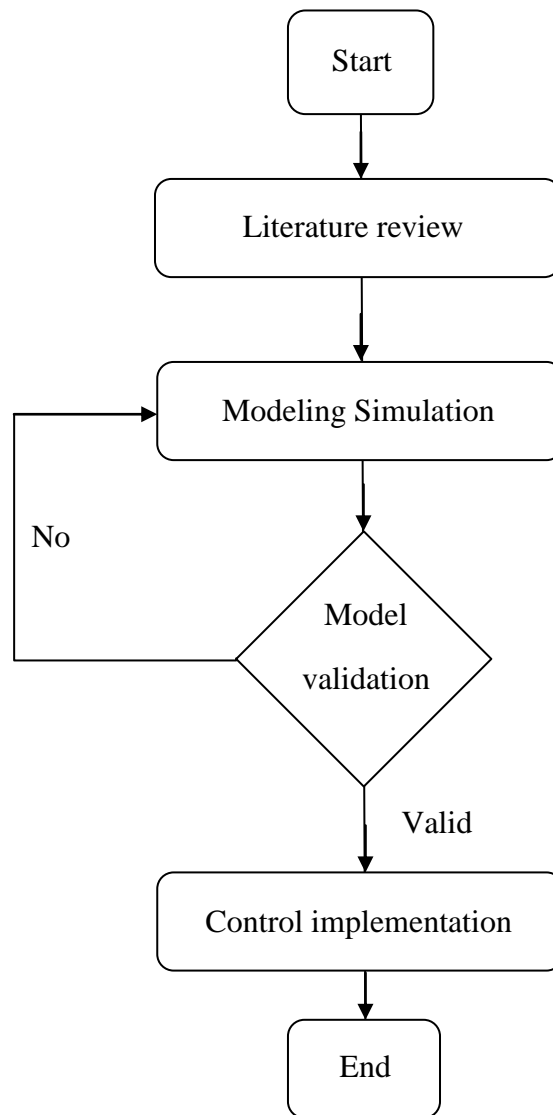 Start
Literature review
Modeling Simulation
No
Model
validation
Valid
Control implementation
End